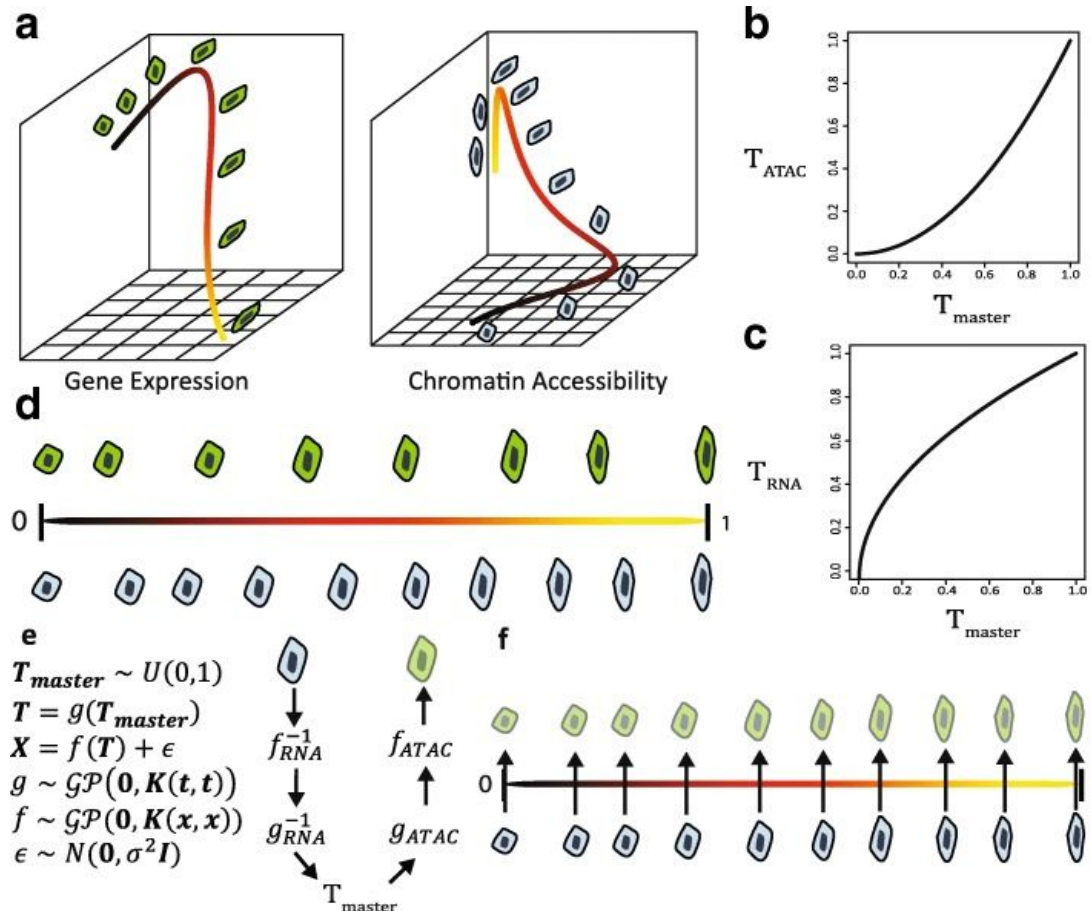 a
Gene Expression
Chromatin Accessibility
b
T_ATAC
1.0
0.8
0.6
0.4
0.2
0.0
0.0 0.2 0.4 0.6 0.8 1.0
T_master
c
T_RNA
1.0
0.8
0.6
0.4
0.2
0.0
0.0 0.2 0.4 0.6 0.8 1.0
T_master
d
0 1
e
T_master ~ U(0,1)
T = g(T_master)
X = f(T) + ϵ
g ~ 𝒢𝒫(0, K(t, t))
f ~ 𝒢𝒫(0, K(x, x))
ϵ ~ N(0, σ²I)
f⁻¹_RNA
g⁻¹_RNA
T_master
g_ATAC
f_ATAC
f
0 1